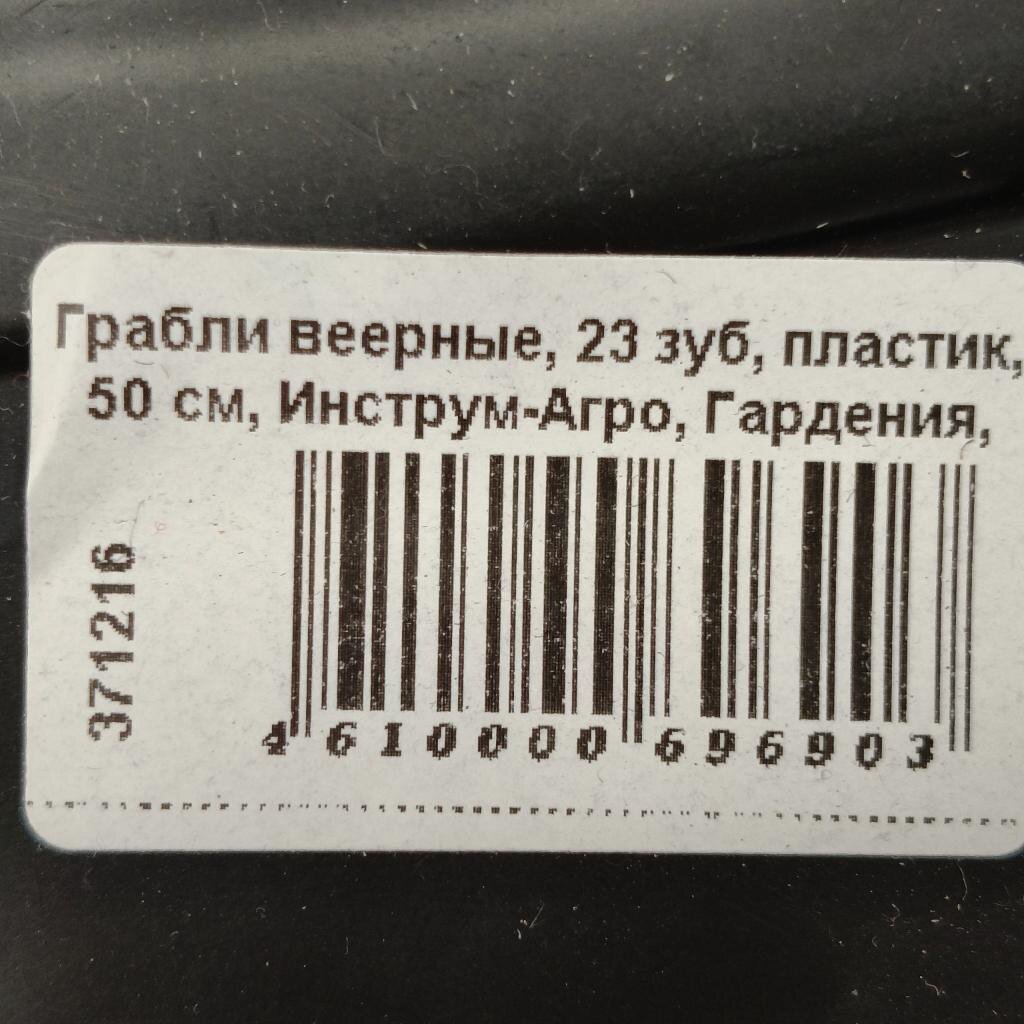 Грабли веерные, 23 зуб, пластик,
50 см, Инструм-Агро, Гардения,
371216
4 610000 696903